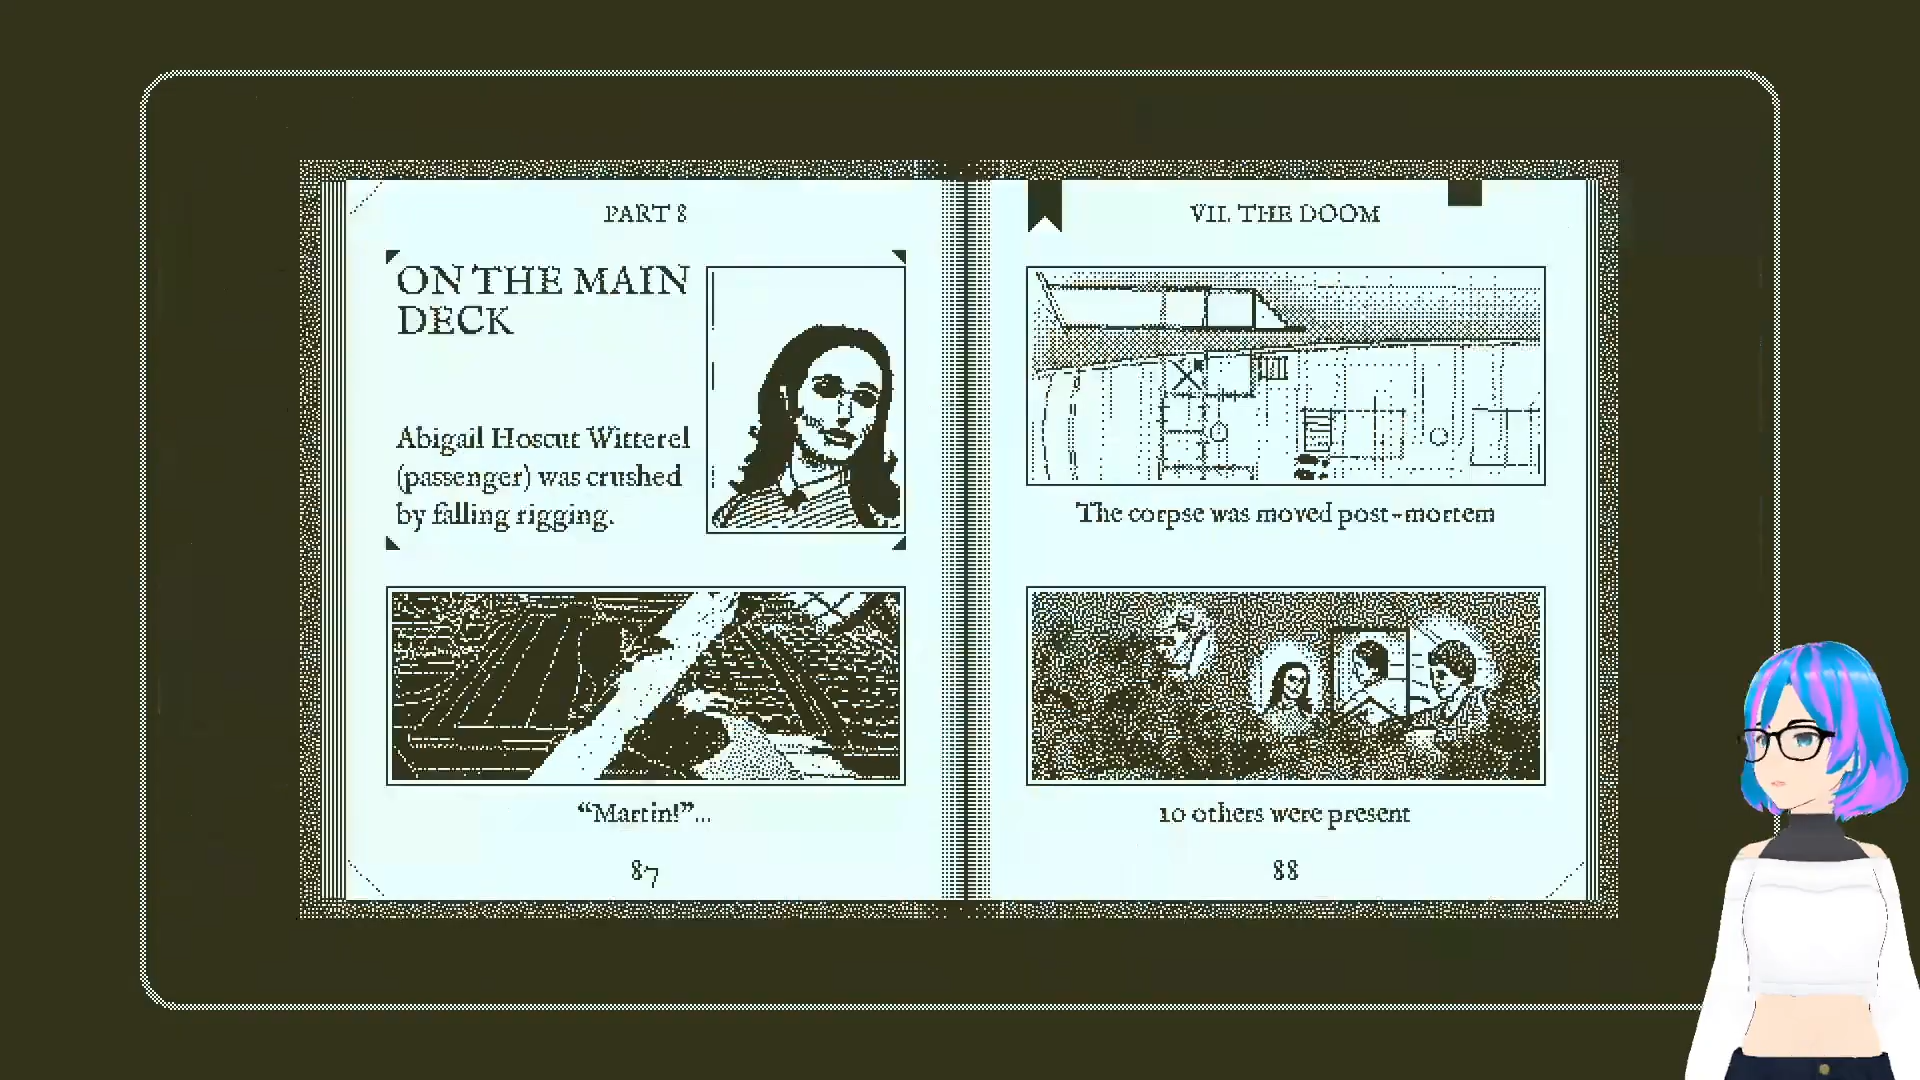 PART 8
ON THE MAIN
DECK
Abigail Hoscut Witterel
(passenger) was crushed
by falling rigging.
“Martin!”...
87
VII. THE DOOM
The corpse was moved post-mortem
10 others were present
88